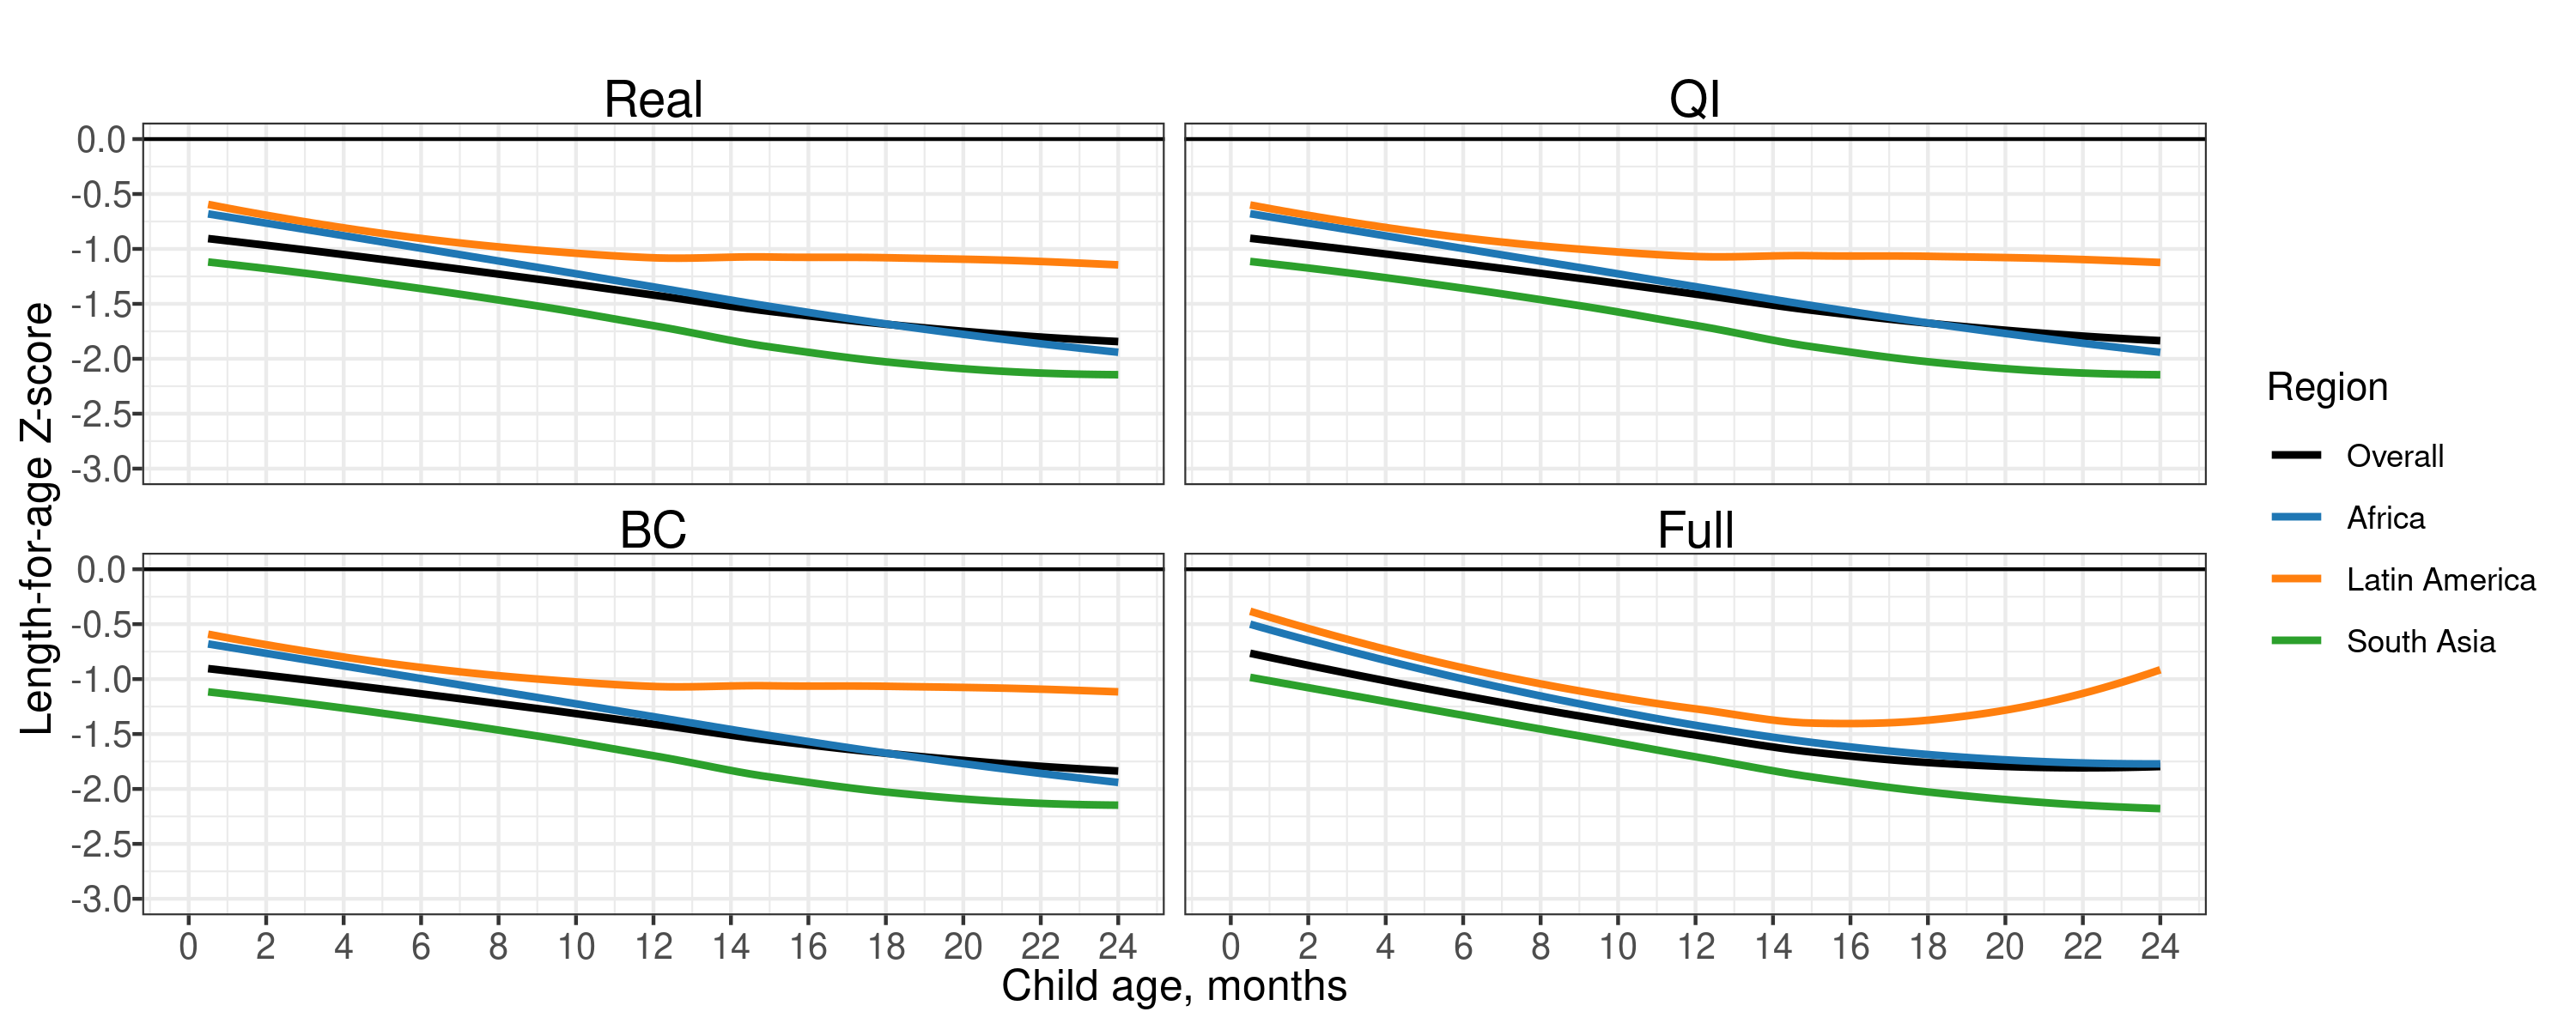 Real
QI
0.0
-0.5
-1.0
-1.5
-2.0
-2.5
-3.0
BC
Full
0.0
-0.5
-1.0
-1.5
-2.0
-2.5
-3.0
0 2 4 6 8 10 12 14 16 18 20 22 24
0 2 4 6 8 10 12 14 16 18 20 22 24
Child age, months
Length-for-age Z-score
Region
Overall
Africa
Latin America
South Asia